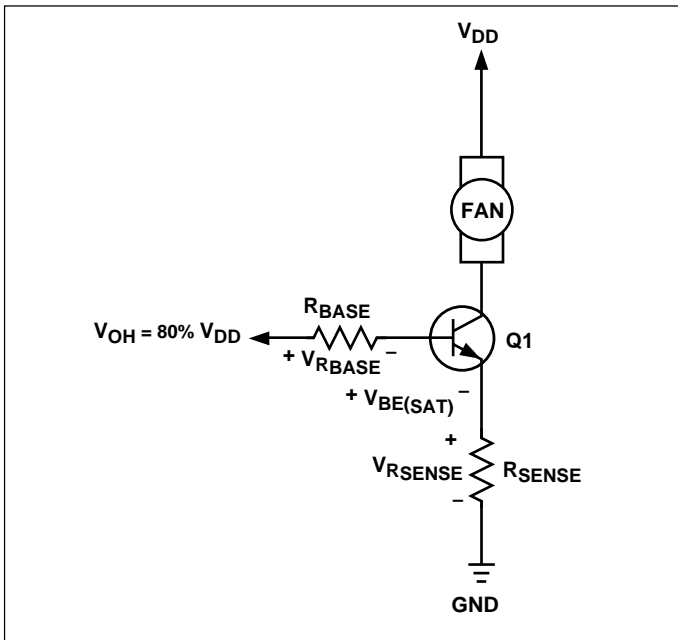 VDD
FAN
RBASE
VOH = 80% VDD
Q1
+ VRBASE –
+ VBE(SAT) –
+
VRSENSE RSENSE
–
GND